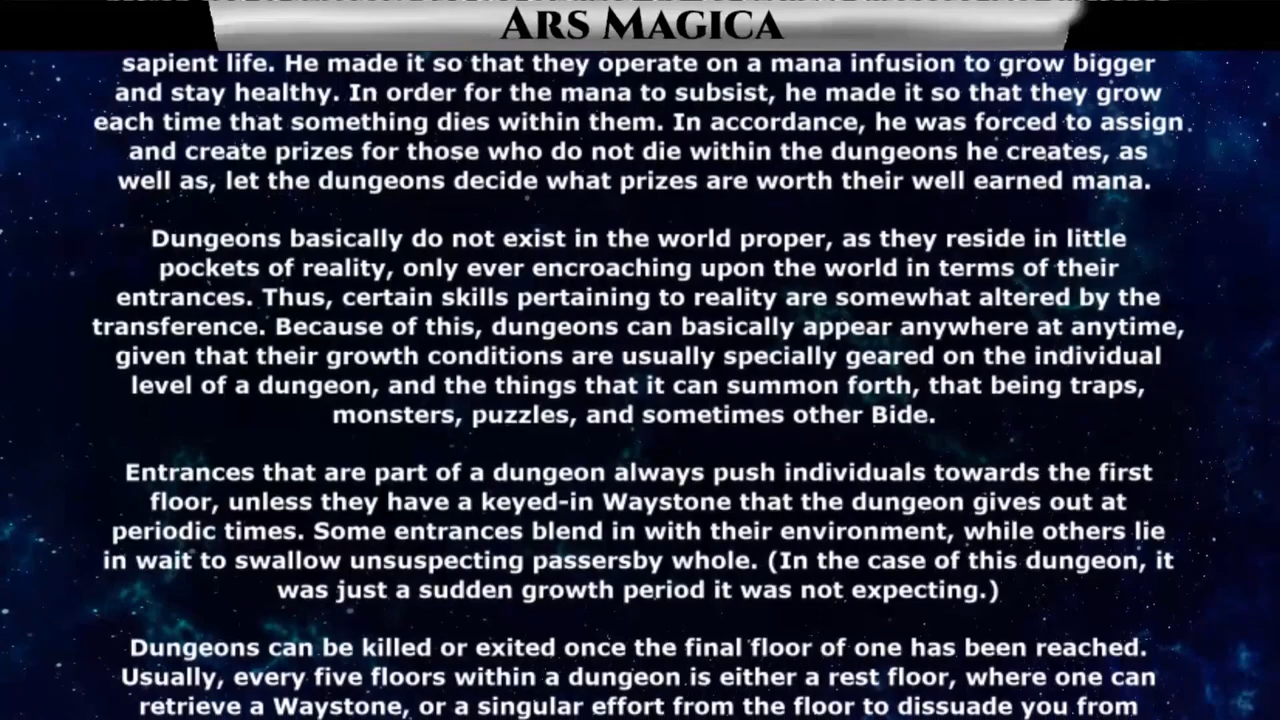 ARS MAGICA
sapient life. He made it so that they operate on a mana infusion to grow bigger
and stay healthy. In order for the mana to subsist, he made it so that they grow
each time that something dies within them. In accordance, he was forced to assign
and create prizes for those who do not die within the dungeons he creates, as
well as, let the dungeons decide what prizes are worth their well earned mana.
Dungeons basically do not exist in the world proper, as they reside in little
pockets of reality, only ever encroaching upon the world in terms of their
entrances. Thus, certain skills pertaining to reality are somewhat altered by the
transference. Because of this, dungeons can basically appear anywhere at anytime,
given that their growth conditions are usually specially geared on the individual
level of a dungeon, and the things that it can summon forth, that being traps,
monsters, puzzles, and sometimes other Bide.
Entrances that are part of a dungeon always push individuals towards the first
floor, unless they have a keyed-in Waystone that the dungeon gives out at
periodic times. Some entrances blend in with their environment, while others lie
in wait to swallow unsuspecting passersby whole. (In the case of this dungeon, it
was just a sudden growth period it was not expecting.)
Dungeons can be killed or exited once the final floor of one has been reached.
Usually, every five floors within a dungeon is either a rest floor, where one can
retrieve a Waystone, or a singular effort from the floor to dissuade you from